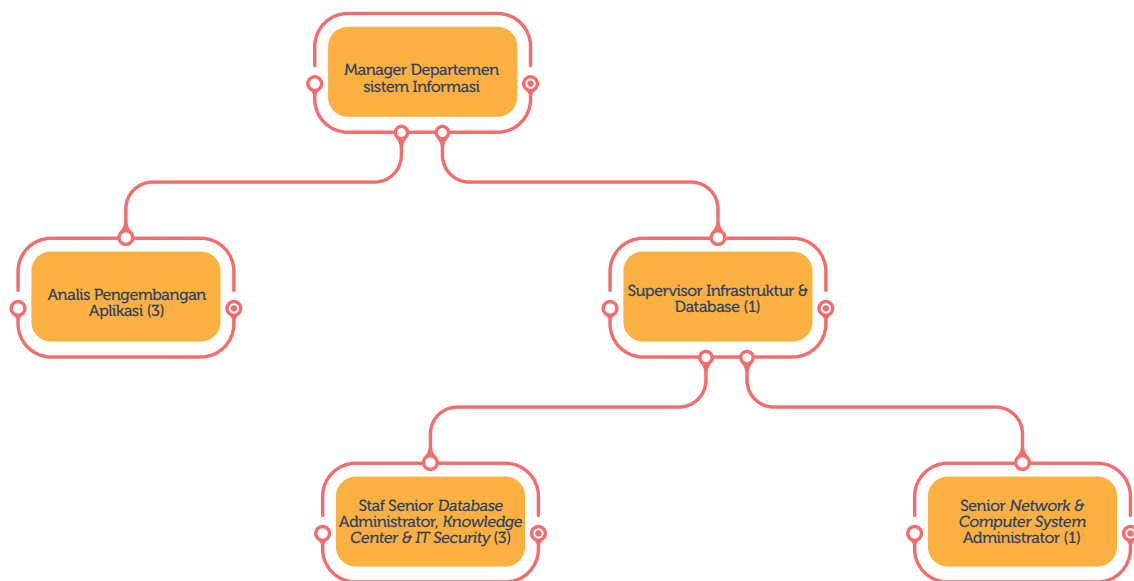 Manager Departemen
sistem Informasi
Analis Pengembangan
Aplikasi (3)
Supervisor Infrastruktur &
Database (1)
Staf Senior Database
Administrator, Knowledge
Center & IT Security (3)
Senior Network &
Computer System
Administrator (1)